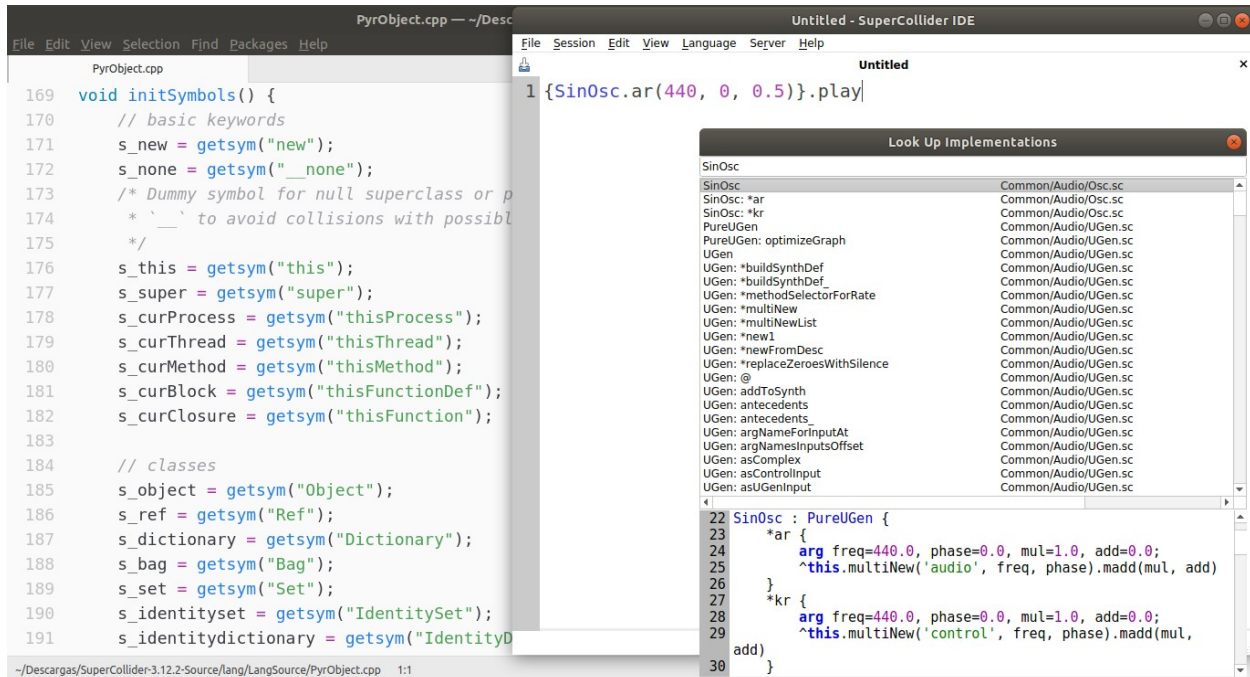 PyrObject.cpp — ~/Desc
File Edit View Selection Find Packages Help
PyrObject.cpp
169 void initSymbols() {
170 // basic keywords
171 s_new = getsym("new");
172 s_none = getsym("__none");
173 /* Dummy symbol for null superclass or p
174 * `__` to avoid collisions with possibl
175 */
176 s_this = getsym("this");
177 s_super = getsym("super");
178 s_curProcess = getsym("thisProcess");
179 s_curThread = getsym("thisThread");
180 s_curMethod = getsym("thisMethod");
181 s_curBlock = getsym("thisFunctionDef");
182 s_curClosure = getsym("thisFunction");
183
184 // classes
185 s_object = getsym("Object");
186 s_ref = getsym("Ref");
187 s_dictionary = getsym("Dictionary");
188 s_bag = getsym("Bag");
189 s_set = getsym("Set");
190 s_identityset = getsym("IdentitySet");
191 s_identitydictionary = getsym("IdentityD
~/Descargas/SuperCollider-3.12.2-Source/lang/LangSource/PyrObject.cpp 1:1
Untitled - SuperCollider IDE
File Session Edit View Language Server Help
Untitled
1 {SinOsc.ar(440, 0, 0.5)}.play
Look Up Implementations
SinOsc
SinOsc Common/Audio/Osc.sc
SinOsc: *ar Common/Audio/Osc.sc
SinOsc: *kr Common/Audio/Osc.sc
PureUGen Common/Audio/UGen.sc
PureUGen: optimizeGraph Common/Audio/UGen.sc
UGen Common/Audio/UGen.sc
UGen: *buildSynthDef Common/Audio/UGen.sc
UGen: *buildSynthDef_ Common/Audio/UGen.sc
UGen: *methodSelectorForRate Common/Audio/UGen.sc
UGen: *multiNew Common/Audio/UGen.sc
UGen: *multiNewList Common/Audio/UGen.sc
UGen: *new1 Common/Audio/UGen.sc
UGen: *newFromDesc Common/Audio/UGen.sc
UGen: *replaceZeroesWithSilence Common/Audio/UGen.sc
UGen: @ Common/Audio/UGen.sc
UGen: addToSynth Common/Audio/UGen.sc
UGen: antecedents Common/Audio/UGen.sc
UGen: antecedents_ Common/Audio/UGen.sc
UGen: argNameForInputAt Common/Audio/UGen.sc
UGen: argNamesInputsOffset Common/Audio/UGen.sc
UGen: asComplex Common/Audio/UGen.sc
UGen: asControlInput Common/Audio/UGen.sc
UGen: asUGenInput Common/Audio/UGen.sc
22 SinOsc : PureUGen {
23 *ar {
24 arg freq=440.0, phase=0.0, mul=1.0, add=0.0;
25 ^this.multiNew('audio', freq, phase).madd(mul, add)
26 }
27 *kr {
28 arg freq=440.0, phase=0.0, mul=1.0, add=0.0;
29 ^this.multiNew('control', freq, phase).madd(mul,
add)
30 }